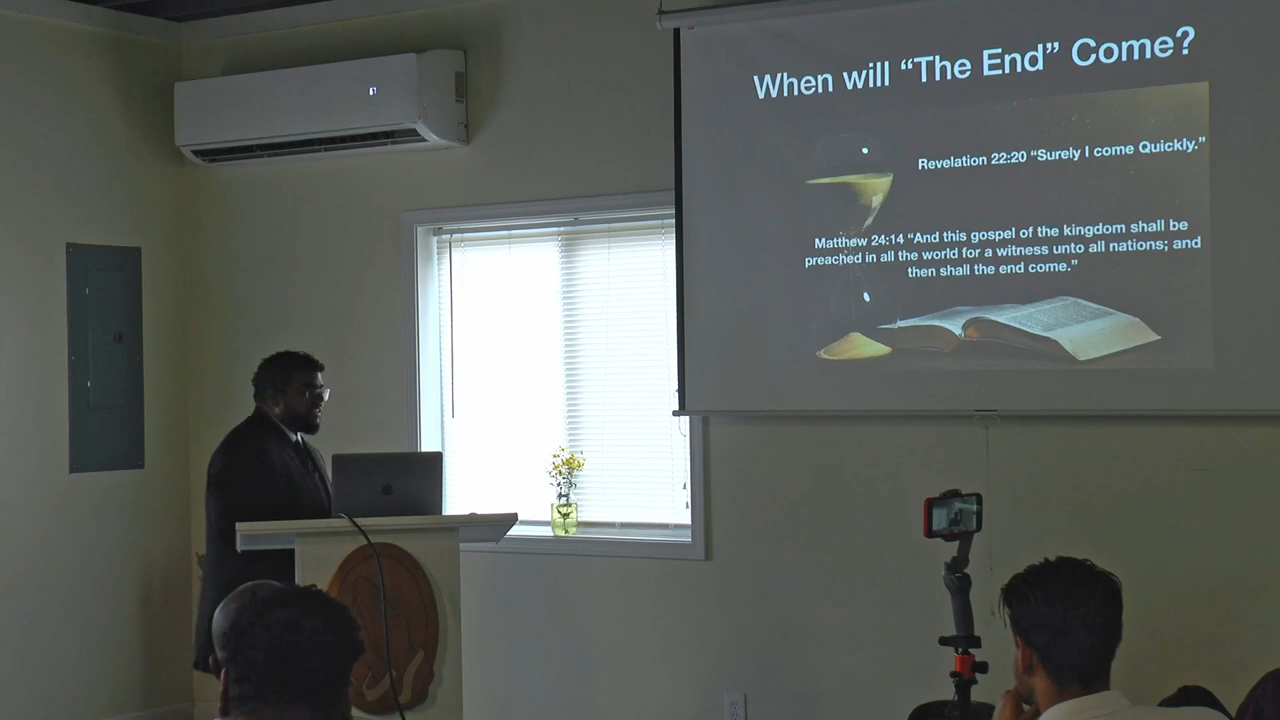 67
When will “The End” Come?
Revelation 22:20 “Surely I come Quickly.”
Matthew 24:14 “And this gospel of the kingdom shall be
preached in all the world for a witness unto all nations; and
then shall the end come.”